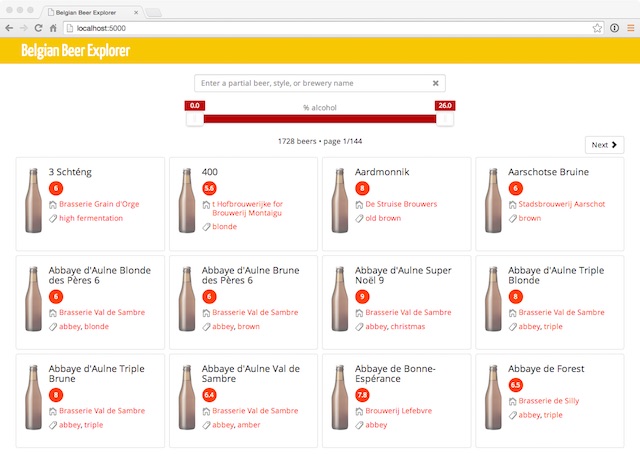 Belgian Beer Explorer
localhost:5000
Belgian Beer Explorer
Enter a partial beer, style, or brewery name
0.0 % alcohol 26.0
1728 beers • page 1/144
Next
3 Schténg
6
Brasserie Grain d'Orge
high fermentation
400
5.6
t Hofbrouwerijke for
Brouwerij Montaigu
blonde
Aardmonnik
8
De Struise Brouwers
old brown
Aarschotse Bruine
6
Stadsbrouwerij Aarschot
brown
Abbaye d'Aulne Blonde
des Pères 6
6
Brasserie Val de Sambre
abbey, blonde
Abbaye d'Aulne Brune
des Pères 6
6
Brasserie Val de Sambre
abbey, brown
Abbaye d'Aulne Super
Noël 9
9
Brasserie Val de Sambre
abbey, christmas
Abbaye d'Aulne Triple
Blonde
8
Brasserie Val de Sambre
abbey, triple
Abbaye d'Aulne Triple
Brune
8
Brasserie Val de Sambre
abbey, triple
Abbaye d'Aulne Val de
Sambre
6.4
Brasserie Val de Sambre
abbey, amber
Abbaye de Bonne-
Espérance
7.8
Brouwerij Lefebvre
abbey
Abbaye de Forest
6.5
Brasserie de Silly
abbey, triple